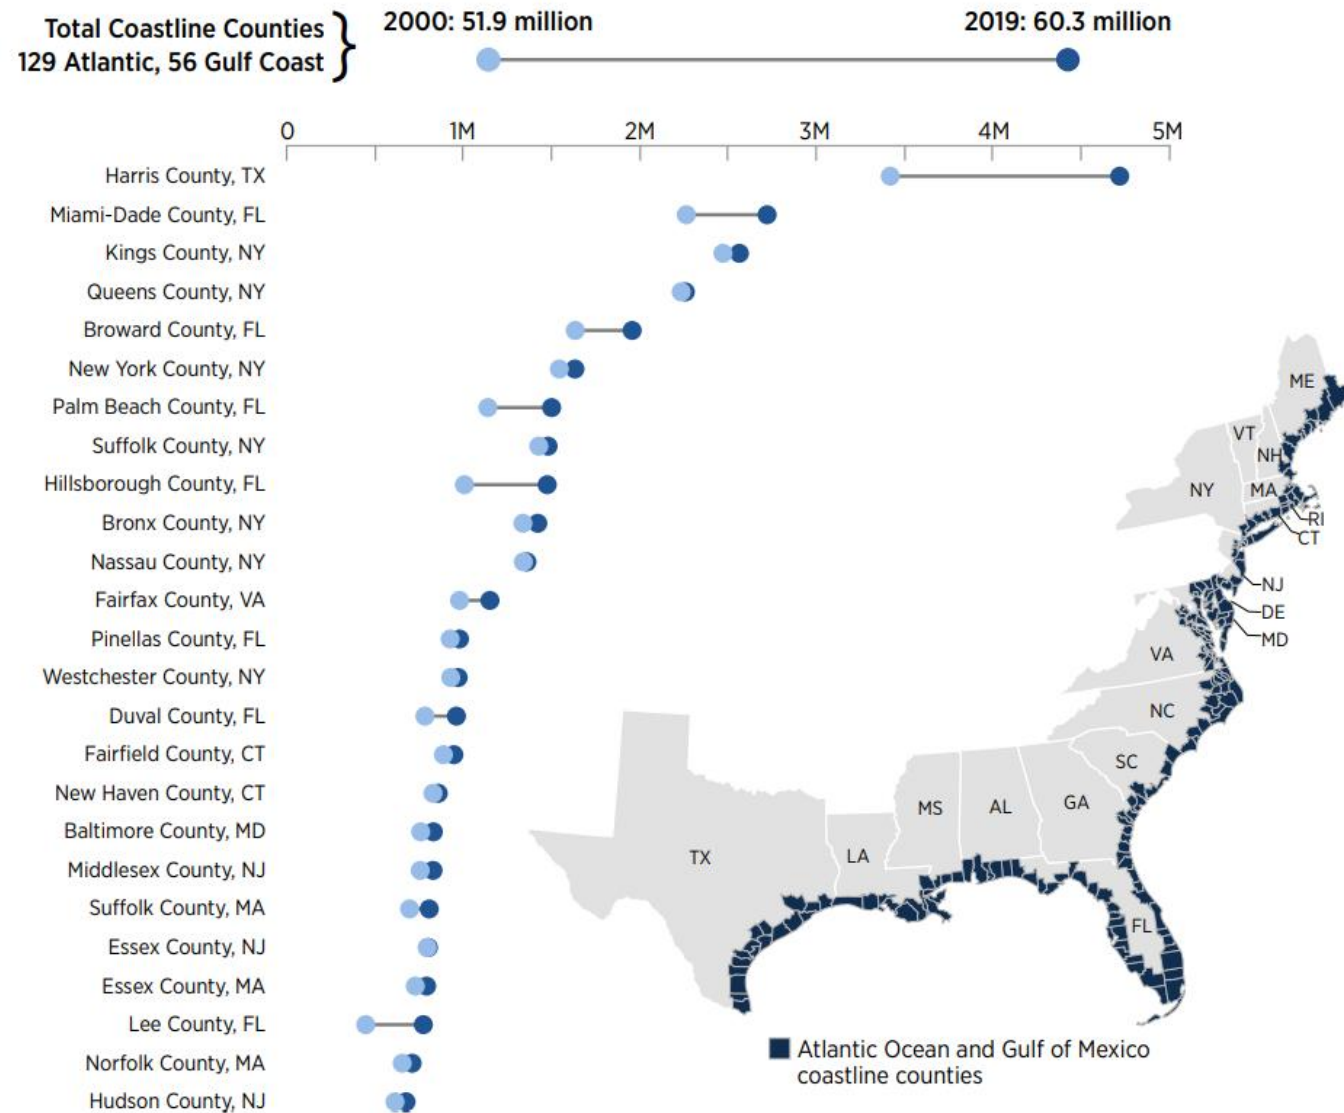 Total Coastline Counties
129 Atlantic, 56 Gulf Coast
2000: 51.9 million
2019: 60.3 million
0 1M 2M 3M 4M 5M
Harris County, TX
Miami-Dade County, FL
Kings County, NY
Queens County, NY
Broward County, FL
New York County, NY
Palm Beach County, FL
Suffolk County, NY
Hillsborough County, FL
Bronx County, NY
Nassau County, NY
Fairfax County, VA
Pinellas County, FL
Westchester County, NY
Duval County, FL
Fairfield County, CT
New Haven County, CT
Baltimore County, MD
Middlesex County, NJ
Suffolk County, MA
Essex County, NJ
Essex County, MA
Lee County, FL
Norfolk County, MA
Hudson County, NJ
ME
VT
NH
NY
MA
RI
CT
NJ
DE
MD
VA
NC
SC
MS
AL
GA
TX
LA
FL
Atlantic Ocean and Gulf of Mexico
coastline counties